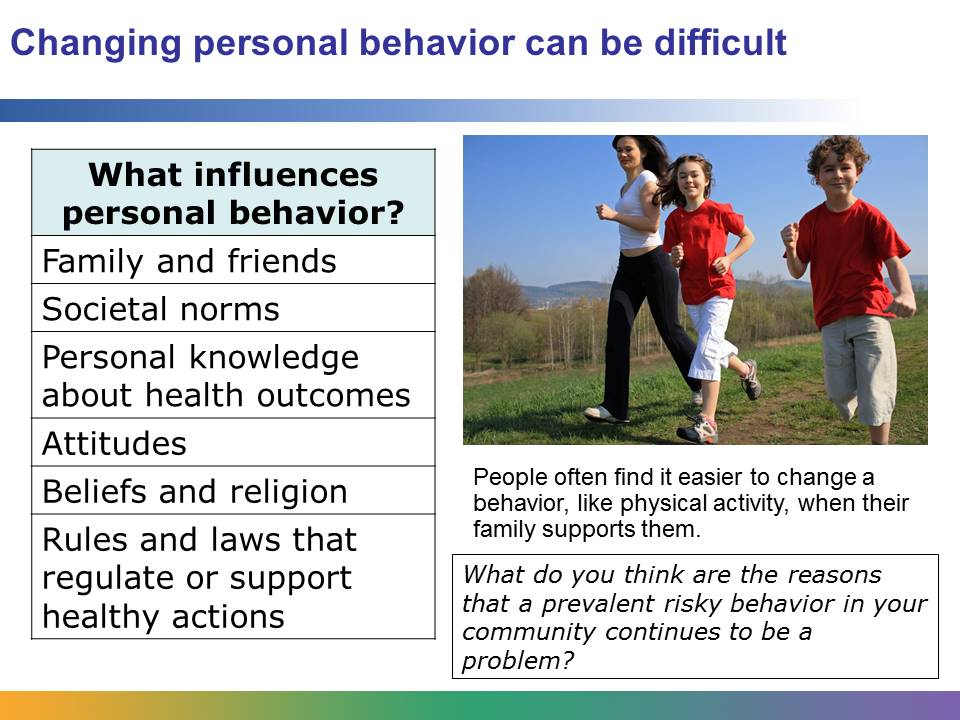 Changing personal behavior can be difficult
What influences
personal behavior?
Family and friends
Societal norms
Personal knowledge
about health outcomes
Attitudes
Beliefs and religion
Rules and laws that
regulate or support
healthy actions
People often find it easier to change a
behavior, like physical activity, when their
family supports them.
What do you think are the reasons
that a prevalent risky behavior in your
community continues to be a
problem?